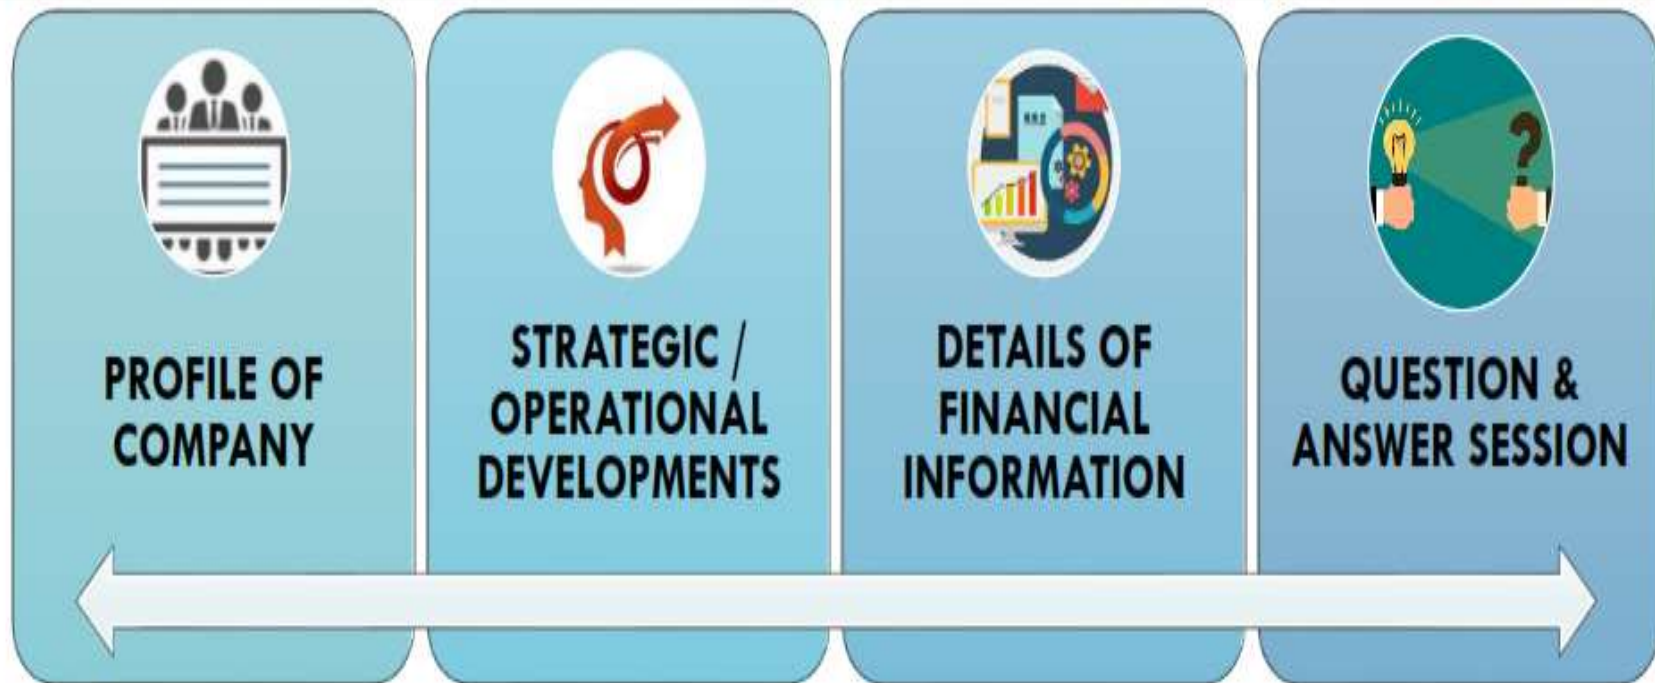 PROFILE OF
COMPANY
STRATEGIC /
OPERATIONAL
DEVELOPMENTS
DETAILS OF
FINANCIAL
INFORMATION
QUESTION &
ANSWER SESSION